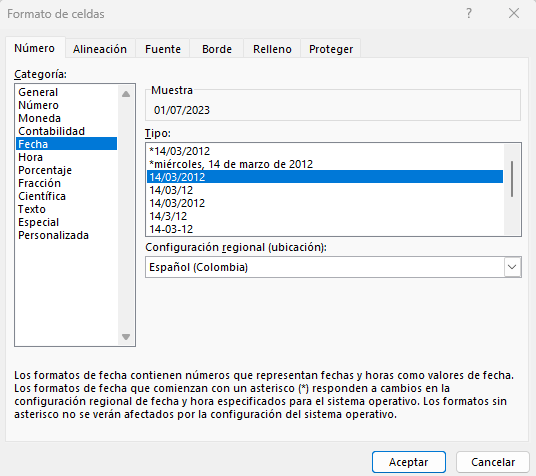 Formato de celdas
?
Número Alineación Fuente Borde Relleno Proteger
Categoría:
General
Número
Moneda
Contabilidad
Fecha
Hora
Porcentaje
Fracción
Científica
Texto
Especial
Personalizada
Muestra
01/07/2023
Tipo:
*14/03/2012
*miércoles, 14 de marzo de 2012
14/03/2012
14/03/12
14/03/2012
14/3/12
14-03-12
Configuración regional (ubicación):
Español (Colombia)
Los formatos de fecha contienen números que representan fechas y horas como valores de fecha.
Los formatos de fecha que comienzan con un asterisco (*) responden a cambios en la
configuración regional de fecha y hora especificados para el sistema operativo. Los formatos sin
asterisco no se verán afectados por la configuración del sistema operativo.
Aceptar Cancelar